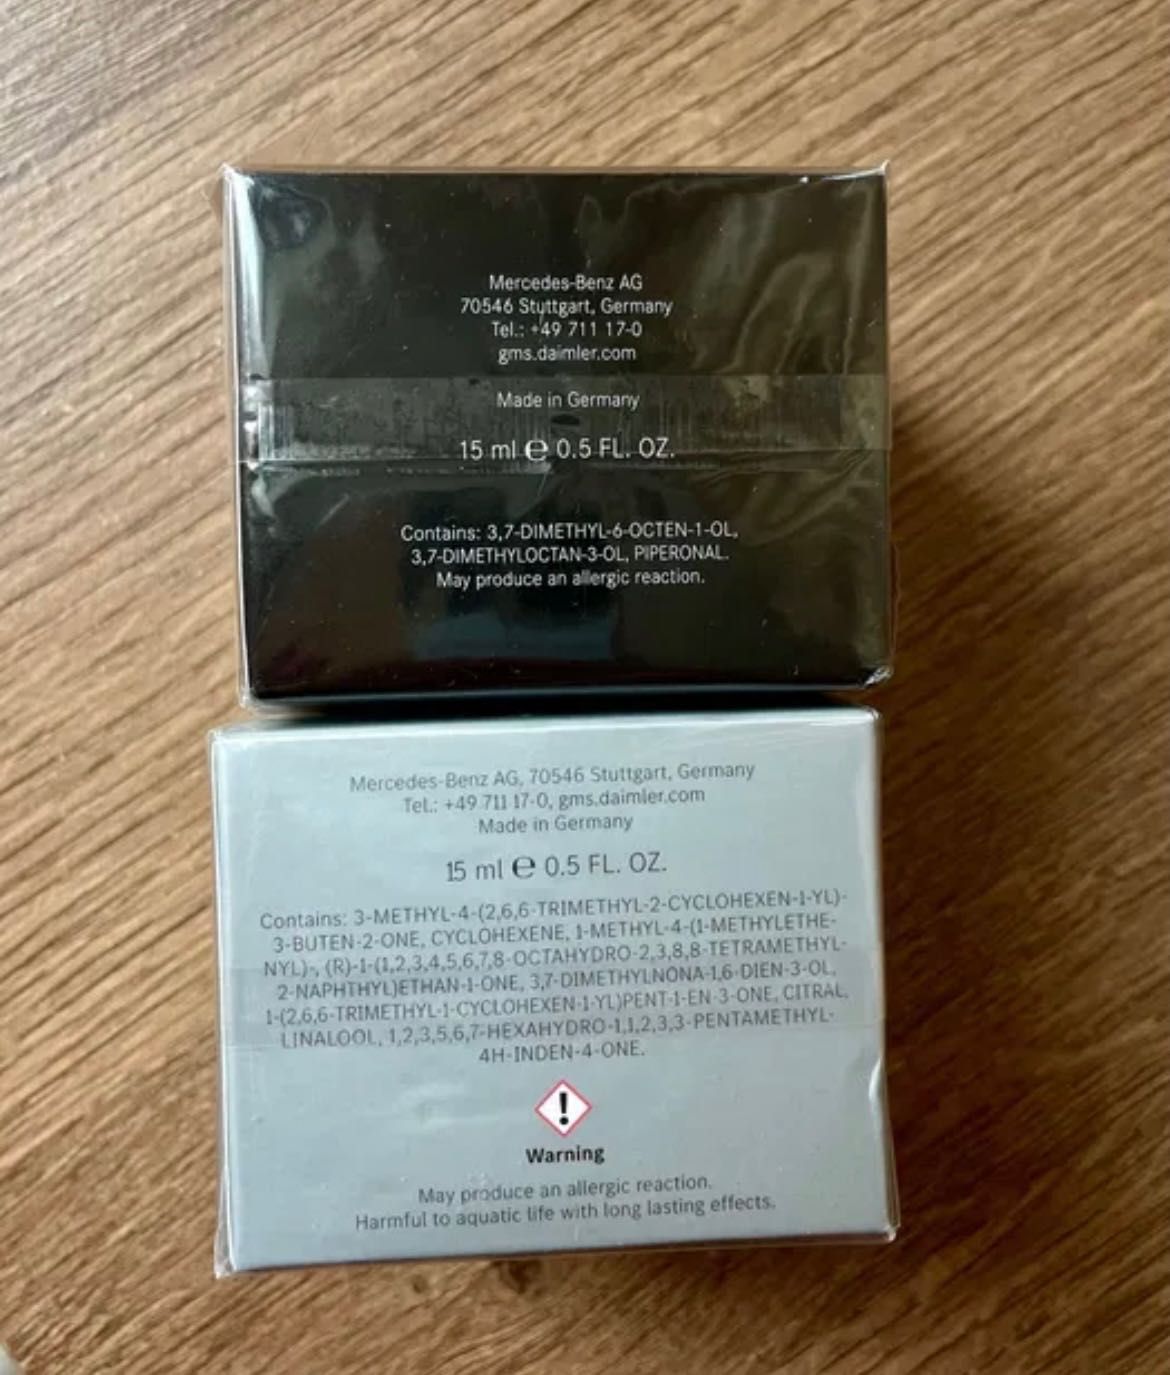 Mercedes-Benz AG
70546 Stuttgart, Germany
Tel.: +49 711 17-0
gms.daimler.com
Made in Germany
15 ml ℮ 0.5 FL. OZ.
Contains: 3,7-DIMETHYL-6-OCTEN-1-OL,
3,7-DIMETHYLOCTAN-3-OL, PIPERONAL.
May produce an allergic reaction.
Mercedes-Benz AG, 70546 Stuttgart, Germany
Tel.: +49 711 17-0, gms.daimler.com
Made in Germany
15 ml ℮ 0.5 FL. OZ.
Contains: 3-METHYL-4-(2,6,6-TRIMETHYL-2-CYCLOHEXEN-1-YL)-
3-BUTEN-2-ONE, CYCLOHEXENE, 1-METHYL-4-(1-METHYLETHE-
NYL)-, (R)-1-(1,2,3,4,5,6,7,8-OCTAHYDRO-2,3,8,8-TETRAMETHYL-
2-NAPHTHYL)ETHAN-1-ONE, 3,7-DIMETHYLNONA-1,6-DIEN-3-OL,
1-(2,6,6-TRIMETHYL-1-CYCLOHEXEN-1-YL)PENT-1-EN-3-ONE, CITRAL,
LINALOOL, 1,2,3,5,6,7-HEXAHYDRO-1,1,2,3,3-PENTAMETHYL-
4H-INDEN-4-ONE.
!
Warning
May produce an allergic reaction.
Harmful to aquatic life with long lasting effects.